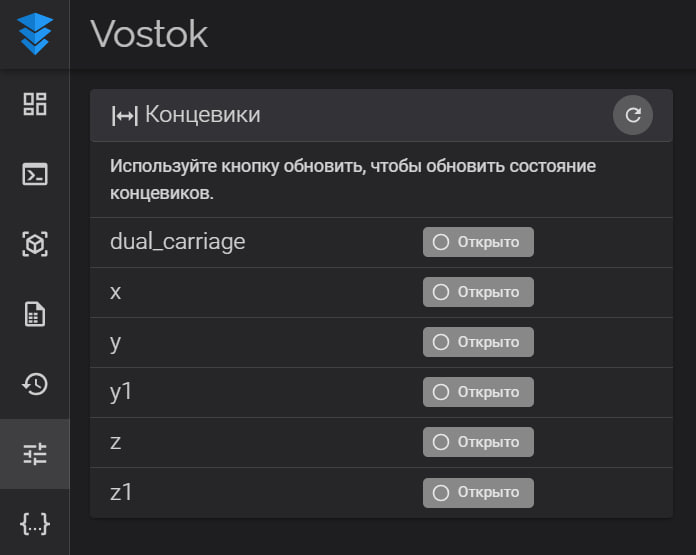 Vostok
Концевики
Используйте кнопку обновить, чтобы обновить состояние
концевиков.
dual_carriage Открыто
x Открыто
y Открыто
y1 Открыто
z Открыто
z1 Открыто
{...}